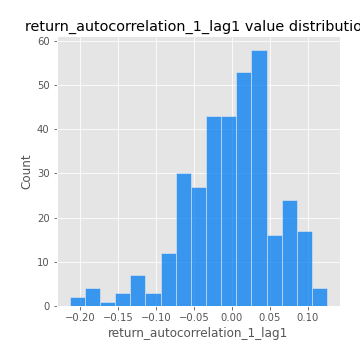 return_autocorrelation_1_lag1 value distributio
60
50
40
30
20
10
0
Count
−0.20 −0.15 −0.10 −0.05 0.00 0.05 0.10
return_autocorrelation_1_lag1